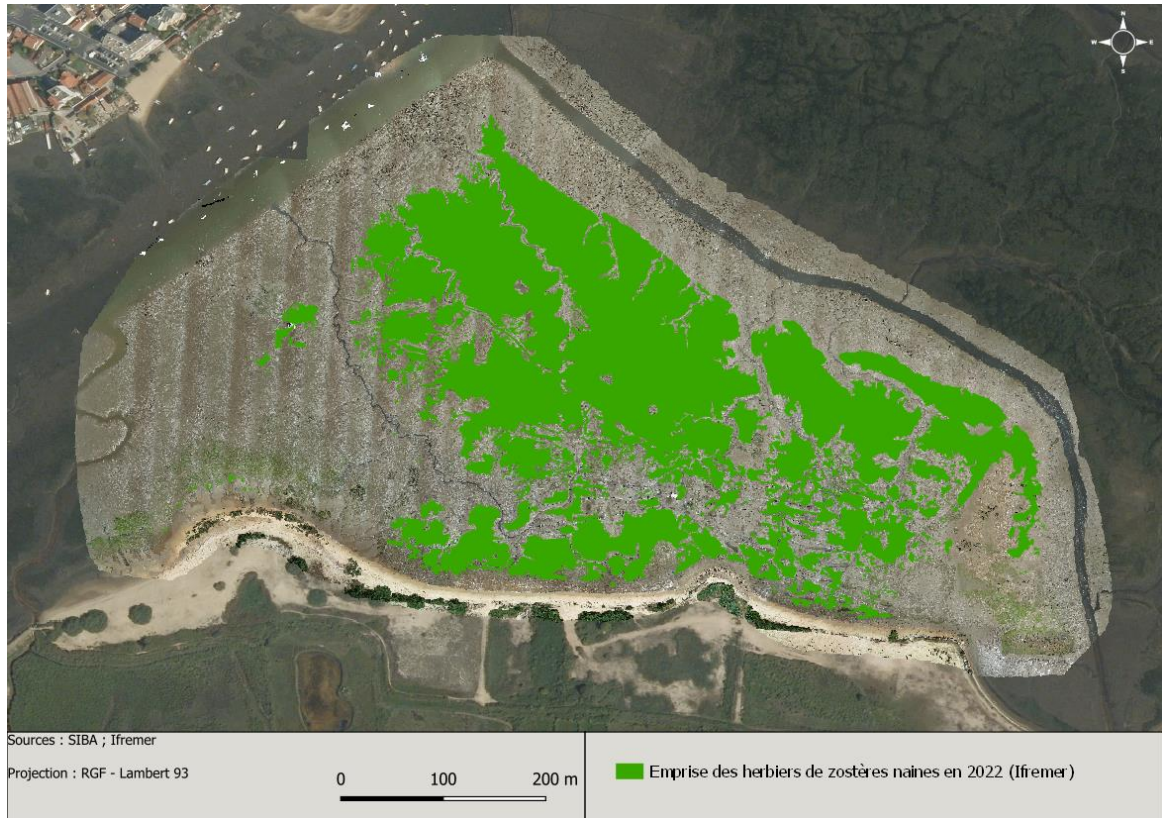 N
W E
S
Sources : SIBA ; Ifremer
Projection : RGF - Lambert 93
0 100 200 m
Emprise des herbiers de zostères naines en 2022 (Ifremer)